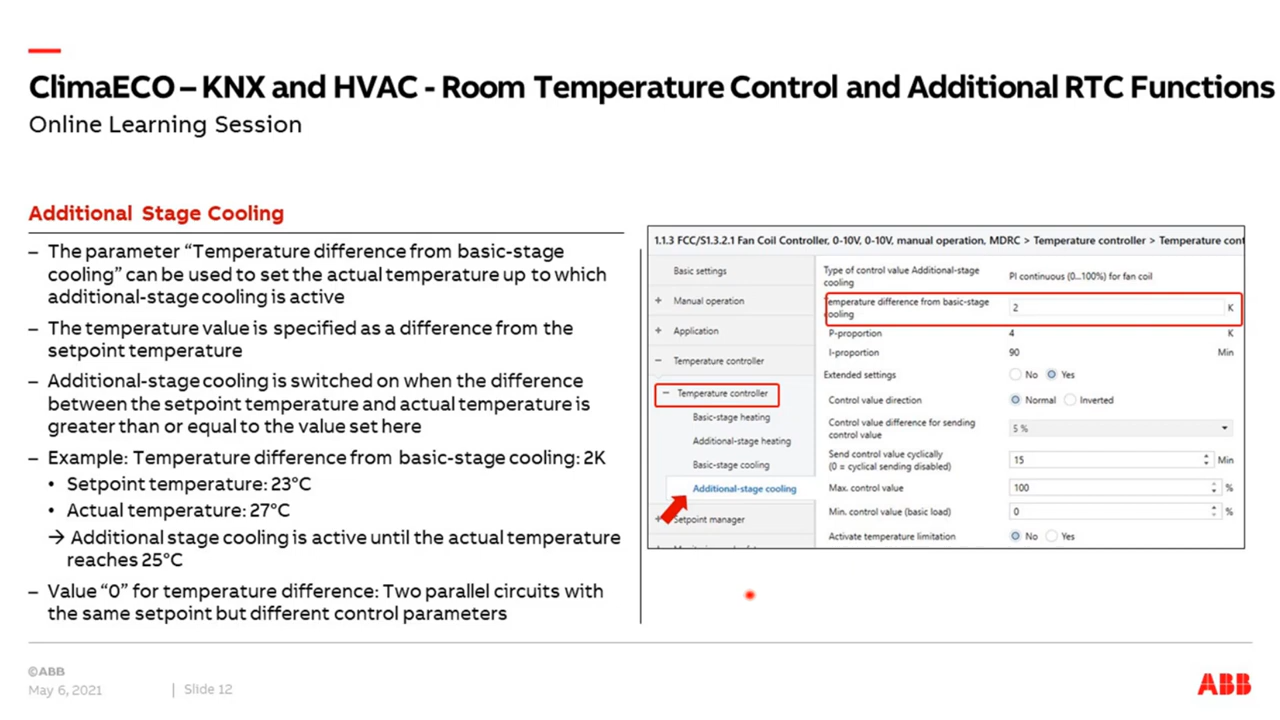 ClimaECO – KNX and HVAC - Room Temperature Control and Additional RTC Functions
Online Learning Session
Additional Stage Cooling
– The parameter “Temperature difference from basic-stage
cooling” can be used to set the actual temperature up to which
additional-stage cooling is active
– The temperature value is specified as a difference from the
setpoint temperature
– Additional-stage cooling is switched on when the difference
between the setpoint temperature and actual temperature is
greater than or equal to the value set here
– Example: Temperature difference from basic-stage cooling: 2K
• Setpoint temperature: 23°C
• Actual temperature: 27°C
→ Additional stage cooling is active until the actual temperature
reaches 25°C
– Value “0” for temperature difference: Two parallel circuits with
the same setpoint but different control parameters
1.1.3 FCC/S1.3.2.1 Fan Coil Controller, 0-10V, 0-10V, manual operation, MDRC > Temperature controller > Temperature cont
Basic settings
+ Manual operation
+ Application
– Temperature controller
– Temperature controller
Basic-stage heating
Additional-stage heating
Basic-stage cooling
Additional-stage cooling
+ Setpoint manager
Type of control value Additional-stage
cooling
PI continuous (0...100%) for fan coil
Temperature difference from basic-stage
cooling
2 K
P-proportion 4 K
I-proportion 90 Min
Extended settings No Yes
Control value direction Normal Inverted
Control value difference for sending
control value
5 %
Send control value cyclically
(0 = cyclical sending disabled)
15 Min
Max. control value 100 %
Min. control value (basic load) 0 %
Activate temperature limitation No Yes
©ABB
May 6, 2021 | Slide 12
ABB